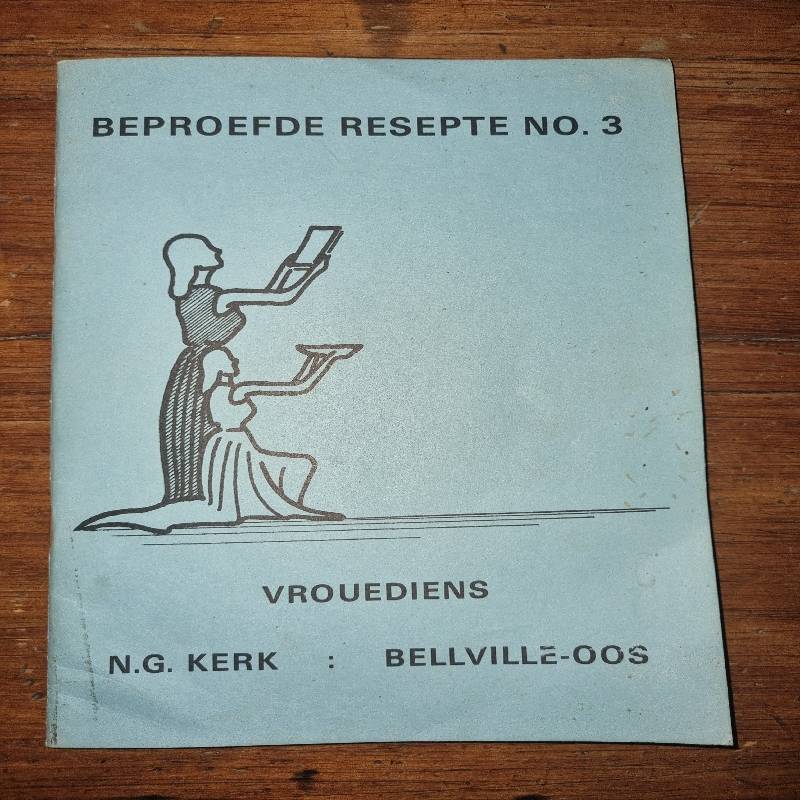 BEPROEFDE RESEPTE NO. 3
VROUEDIENS
N.G. KERK : BELLVILLE-OOS